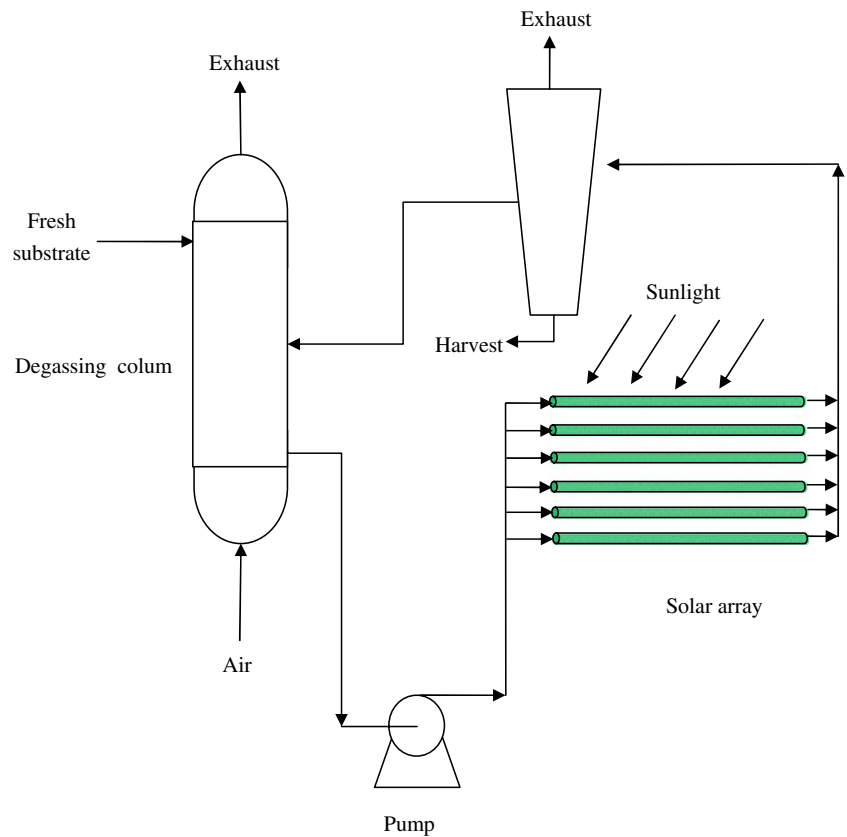 Exhaust
Exhaust
Fresh
substrate
Sunlight
Harvest
Degassing colum
Solar array
Air
Pump